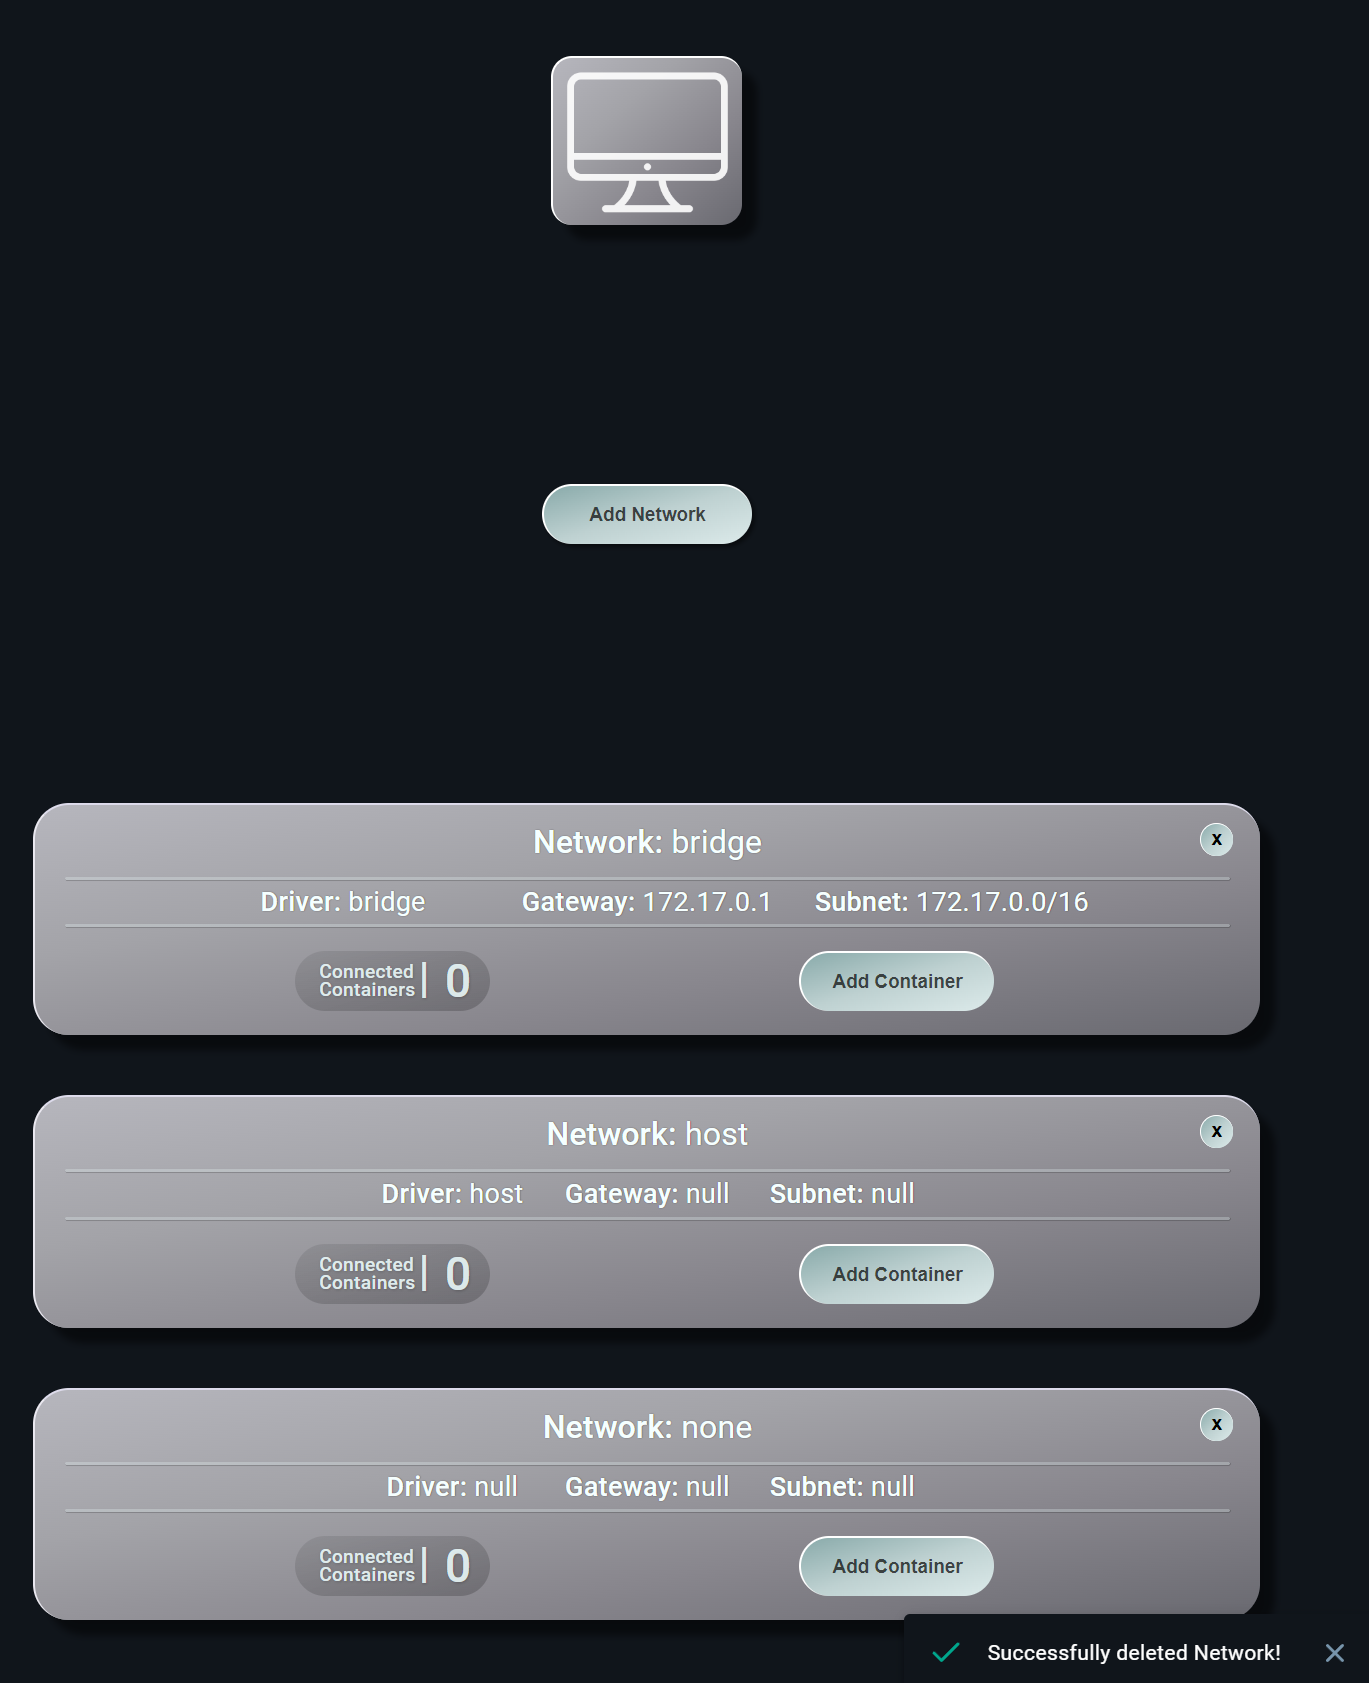 Add Network
Network: bridge
x
Driver: bridge Gateway: 172.17.0.1 Subnet: 172.17.0.0/16
Connected
Containers | 0
Add Container
Network: host
x
Driver: host Gateway: null Subnet: null
Connected
Containers | 0
Add Container
Network: none
x
Driver: null Gateway: null Subnet: null
Connected
Containers | 0
Add Container
Successfully deleted Network!